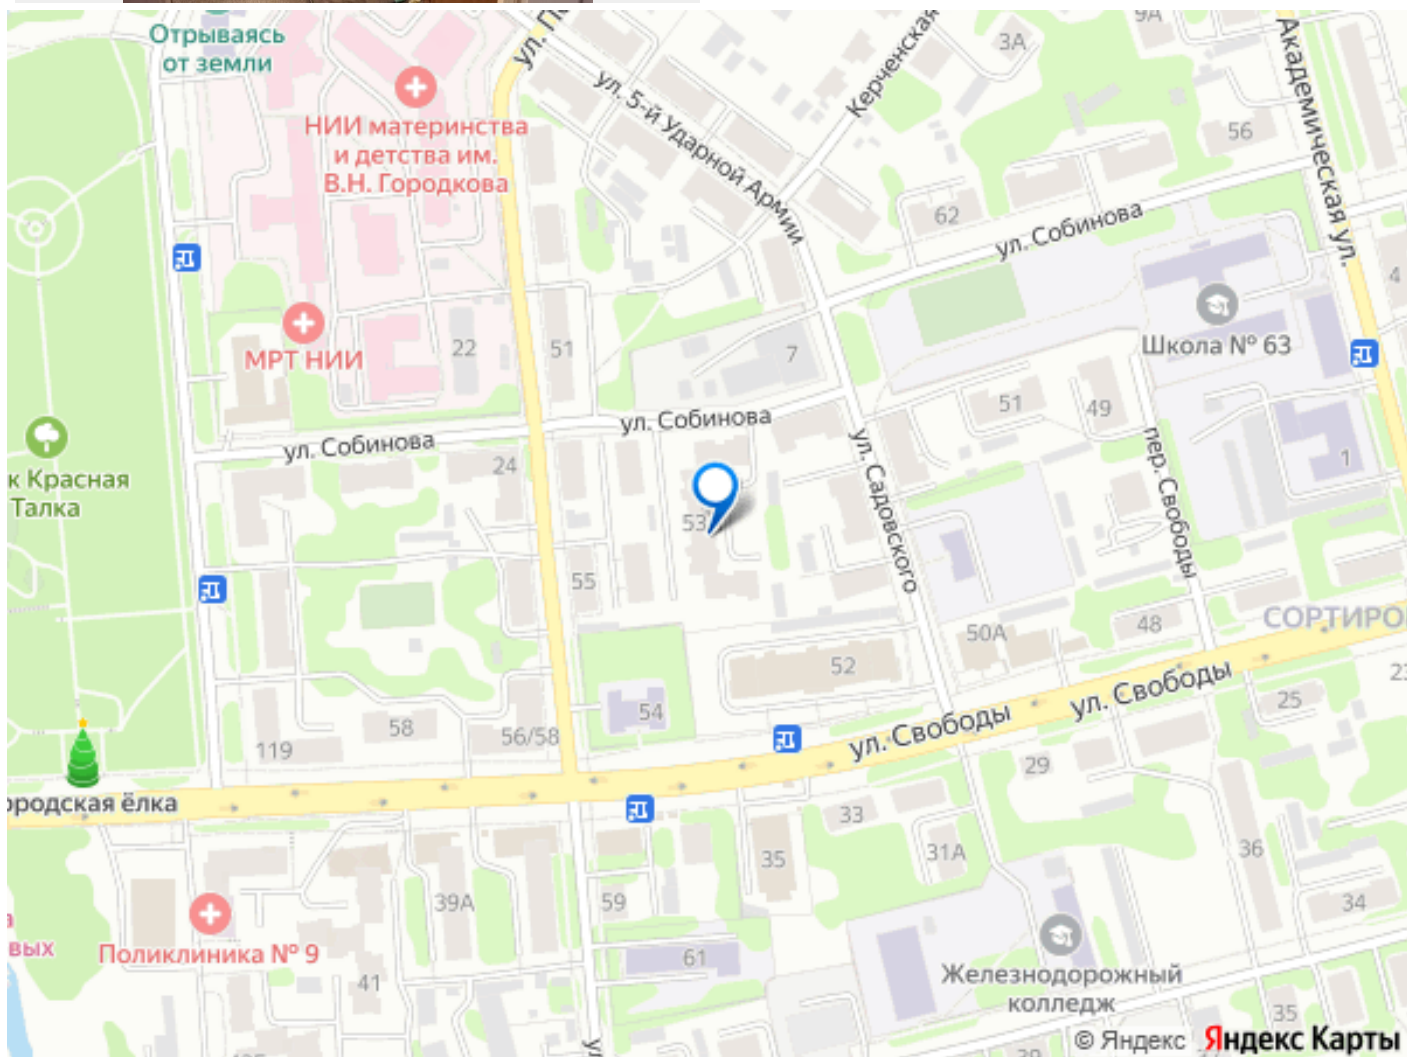 Отрываясь
от земли
ул. По
3А
9А
Керченская
Академическая ул.
ул. 5-й Ударной Армии
56
НИИ материнства
и детства им.
В.Н. Городкова
62
ул. Собинова
4
МРТ НИИ
22
51
7
Школа № 63
51
49
ул. Собинова
ул. Собинова
24
к Красная
Талка
ул. Садовского
пер. Свободы
1
53
55
СОРТИРО
48
50А
52
ул. Свободы
ул. Свободы
23
25
54
58
56/58
119
29
ородская ёлка
33
35
31А
36
39А
59
34
а
вых
Поликлиника № 9
61
41
Железнодорожный
колледж
35
© Яндекс Яндекс Карты